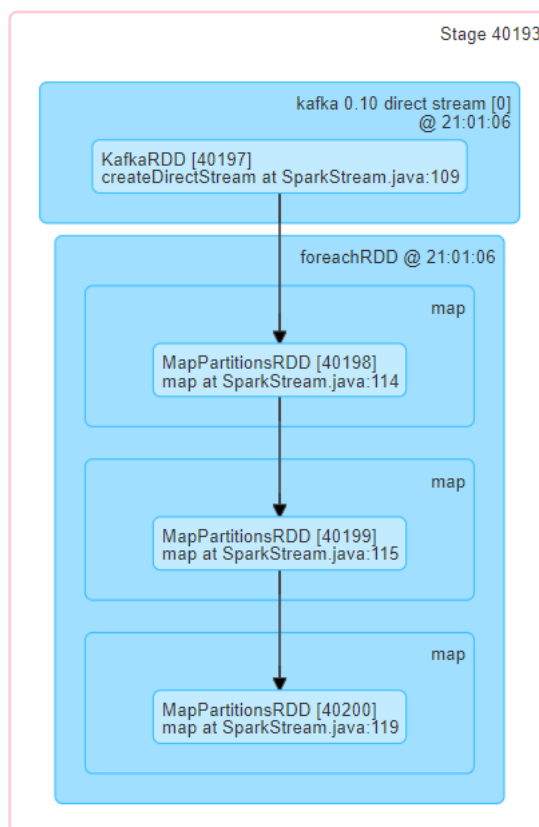 Stage 40193
kafka 0.10 direct stream [0]
@ 21:01:06
KafkaRDD [40197]
createDirectStream at SparkStream.java:109
foreachRDD @ 21:01:06
map
MapPartitionsRDD [40198]
map at SparkStream.java:114
map
MapPartitionsRDD [40199]
map at SparkStream.java:115
map
MapPartitionsRDD [40200]
map at SparkStream.java:119